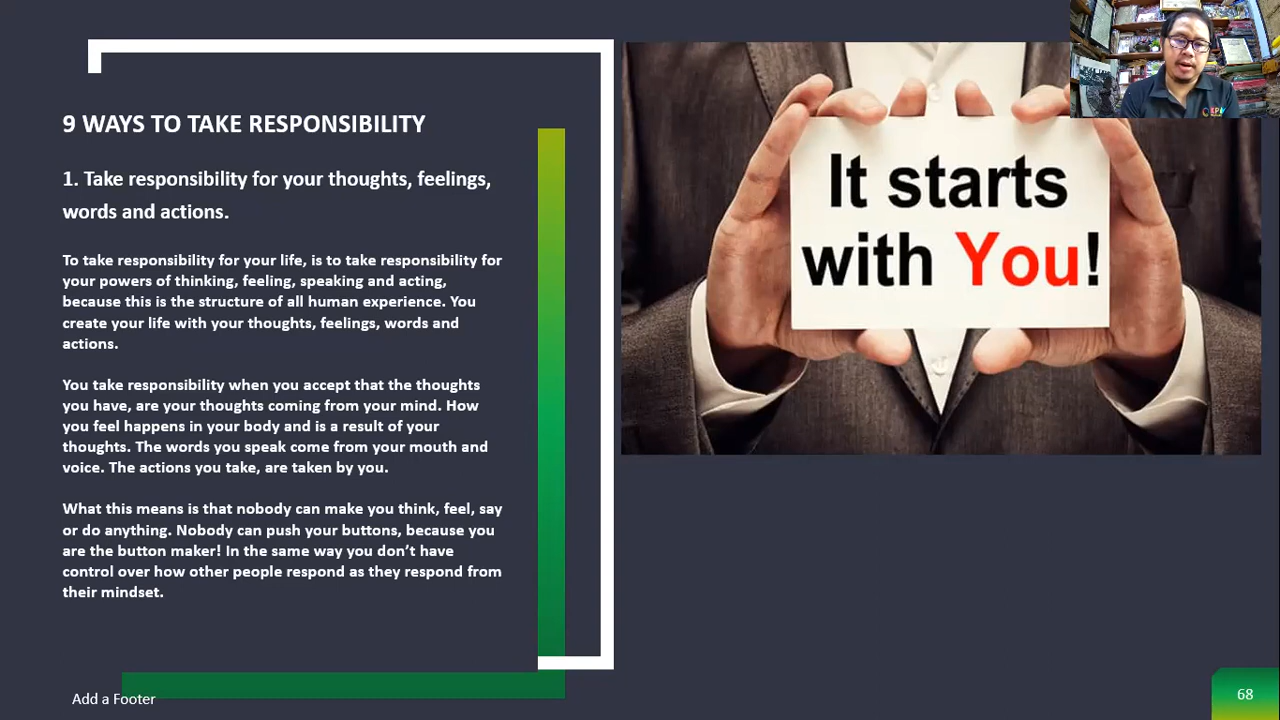 9 WAYS TO TAKE RESPONSIBILITY
1. Take responsibility for your thoughts, feelings,
words and actions.
To take responsibility for your life, is to take responsibility for
your powers of thinking, feeling, speaking and acting,
because this is the structure of all human experience. You
create your life with your thoughts, feelings, words and
actions.
You take responsibility when you accept that the thoughts
you have, are your thoughts coming from your mind. How
you feel happens in your body and is a result of your
thoughts. The words you speak come from your mouth and
voice. The actions you take, are taken by you.
What this means is that nobody can make you think, feel, say
or do anything. Nobody can push your buttons, because you
are the button maker! In the same way you don’t have
control over how other people respond as they respond from
their mindset.
It starts
with You!
Add a Footer
68